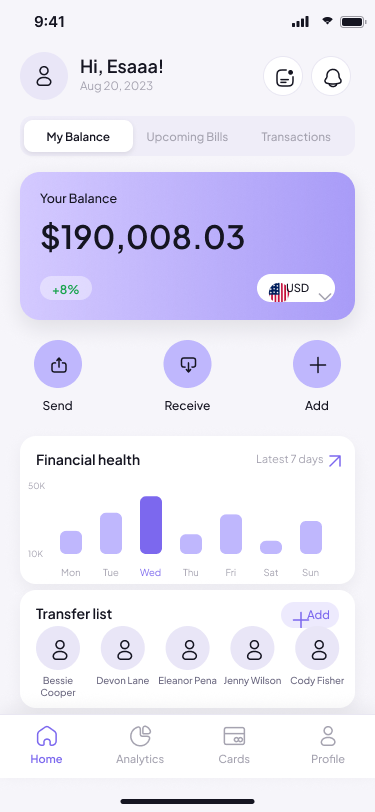 9:41
Hi, Esaaa!
Aug 20, 2023
My Balance
Upcoming Bills
Transactions
Your Balance
$190,008.03
+8%
USD
Send
Receive
Add
Financial health
Latest 7 days
50K
10K
Mon
Tue
Wed
Thu
Fri
Sat
Sun
Transfer list
Add
Bessie
Cooper
Devon Lane
Eleanor Pena
Jenny Wilson
Cody Fisher
Home
Analytics
Cards
Profile